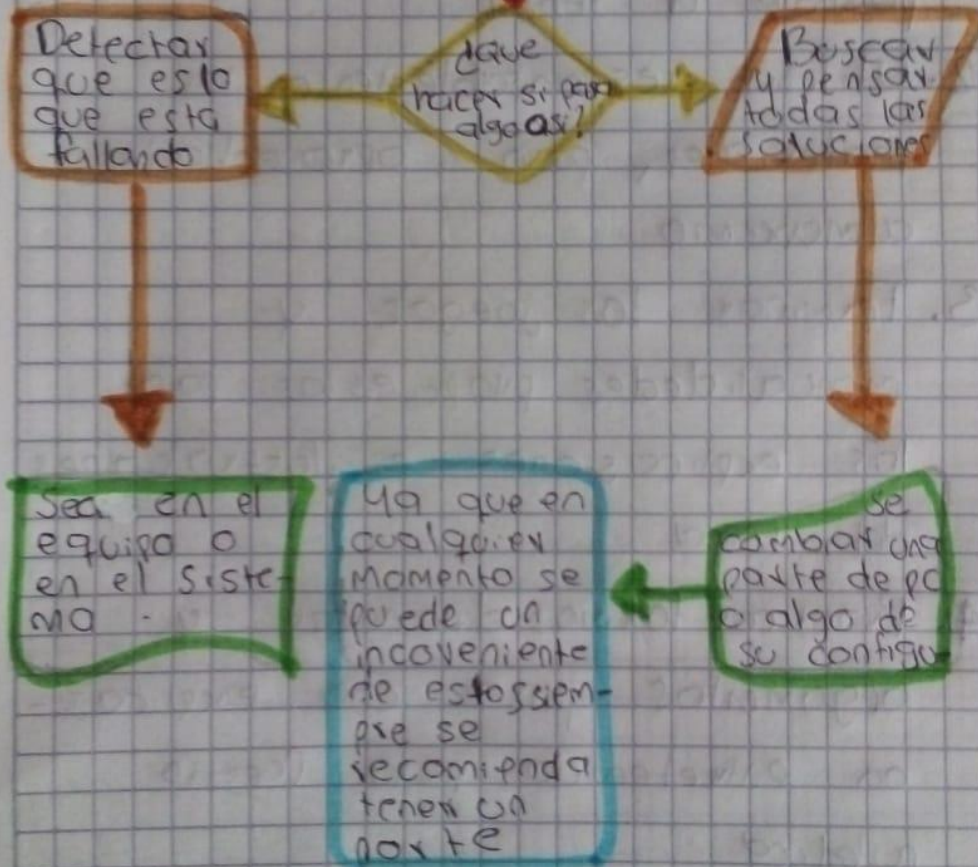 Detectar
que es lo
que esta
fallando
¿que
hacer si pasa
algo asi?
Buscar
y pensar
todas las
soluciones
Sea en el
equipo o
en el siste-
ma.
Ya que en
cualquier
momento se
puede un
incoveniente
de estos siem-
pre se
recomienda
tener un
se
cambiar una
parte de pc
o algo de
su configu-